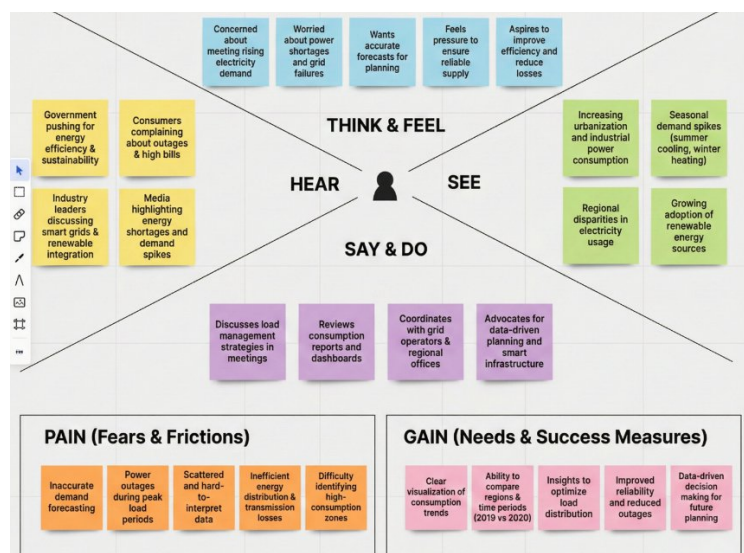 Concerned
about
meeting rising
electricity
demand
Worried
about power
shortages
and grid
failures
Wants
accurate
forecasts for
planning
Feels
pressure to
ensure
reliable
supply
Aspires to
improve
efficiency and
reduce
losses
THINK & FEEL
Government
pushing for
energy
efficiency &
sustainability
Consumers
complaining
about outages
& high bills
Industry
leaders
discussing
smart grids &
renewable
integration
Media
highlighting
energy
shortages and
demand
spikes
HEAR
SEE
Increasing
urbanization
and industrial
power
consumption
Seasonal
demand spikes
(summer
cooling, winter
heating)
Regional
disparities in
electricity
usage
Growing
adoption of
renewable
energy
sources
SAY & DO
Discusses load
management
strategies in
meetings
Reviews
consumption
reports and
dashboards
Coordinates
with grid
operators &
regional
offices
Advocates for
data-driven
planning and
smart
infrastructure
PAIN (Fears & Frictions)
Inaccurate
demand
forecasting
Power
outages
during peak
load
periods
Scattered
and hard-
to-
interpret
data
Inefficient
energy
distribution &
transmission
losses
Difficulty
identifying
high-
consumption
zones
GAIN (Needs & Success Measures)
Clear
visualization of
consumption
trends
Ability to
compare
regions &
time periods
(2019 vs 2020)
Insights to
optimize
load
distribution
Improved
reliability
and reduced
outages
Data-driven
decision
making for
future
planning